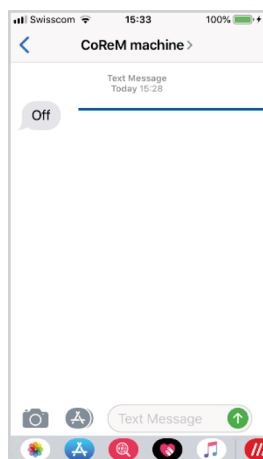 Swisscom 15:33 100%
CoReM machine >
Text Message
Today 15:28
Off
Text Message